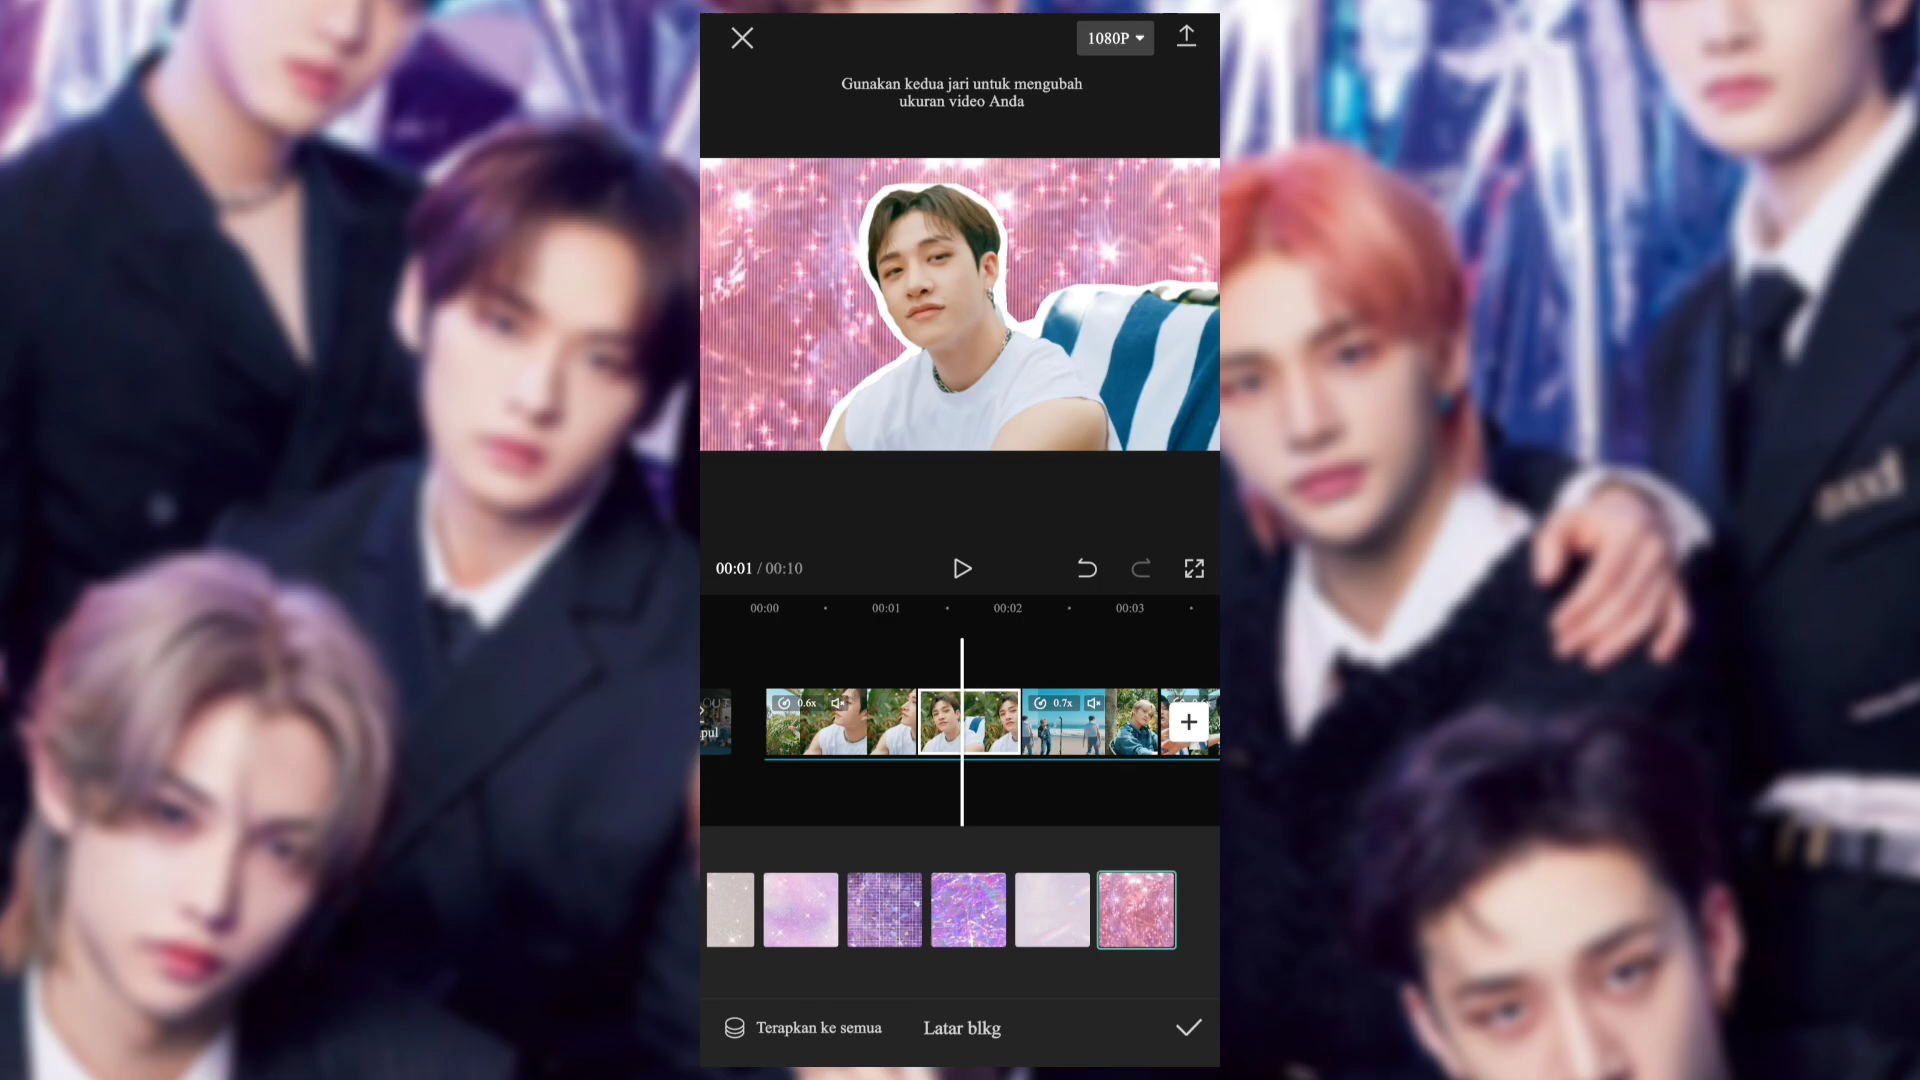 1080P
Gunakan kedua jari untuk mengubah
ukuran video Anda
00:01 / 00:10
00:00
00:01
00:02
00:03
OUT
pul
0.6x
0.7x
Terapkan ke semua
Latar blkg